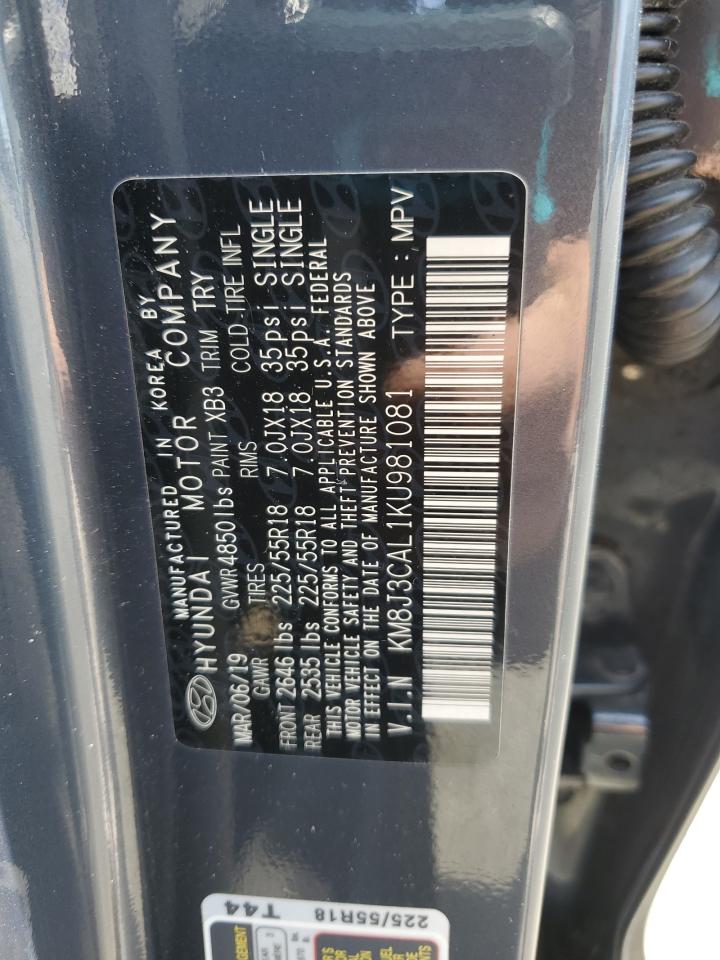 MANUFACTURED IN KOREA BY
HYUNDAI MOTOR COMPANY
MAR/06/19 GVWR 4850 lbs PAINT XB3 TRIM TRY
GAWR TIRES RIMS COLD TIRE INFL
FRONT 2646 lbs 225/55R18 7.0JX18 35psi SINGLE
REAR 2535 lbs 225/55R18 7.0JX18 35psi SINGLE
THIS VEHICLE CONFORMS TO ALL APPLICABLE U.S.A. FEDERAL
MOTOR VEHICLE SAFETY AND THEFT PREVENTION STANDARDS
IN EFFECT ON THE DATE OF MANUFACTURE SHOWN ABOVE
V.I.N KM8J3CAL1KU981081 TYPE : MPV
T44
225/55R18